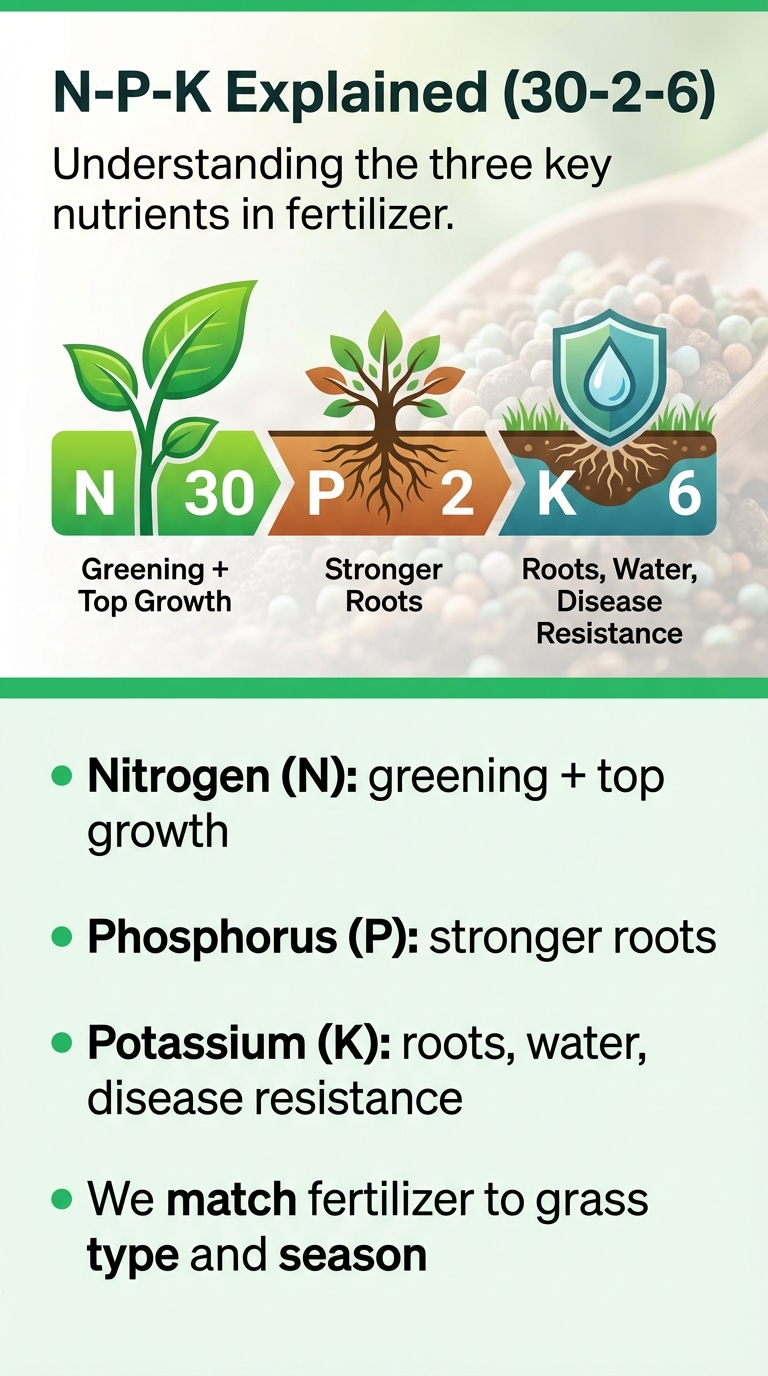 N-P-K Explained (30-2-6)
Understanding the three key
nutrients in fertilizer.
N 30 P 2 K 6
Greening +
Top Growth
Stronger
Roots
Roots, Water,
Disease
Resistance
• Nitrogen (N): greening + top
growth
• Phosphorus (P): stronger roots
• Potassium (K): roots, water,
disease resistance
• We match fertilizer to grass
type and season